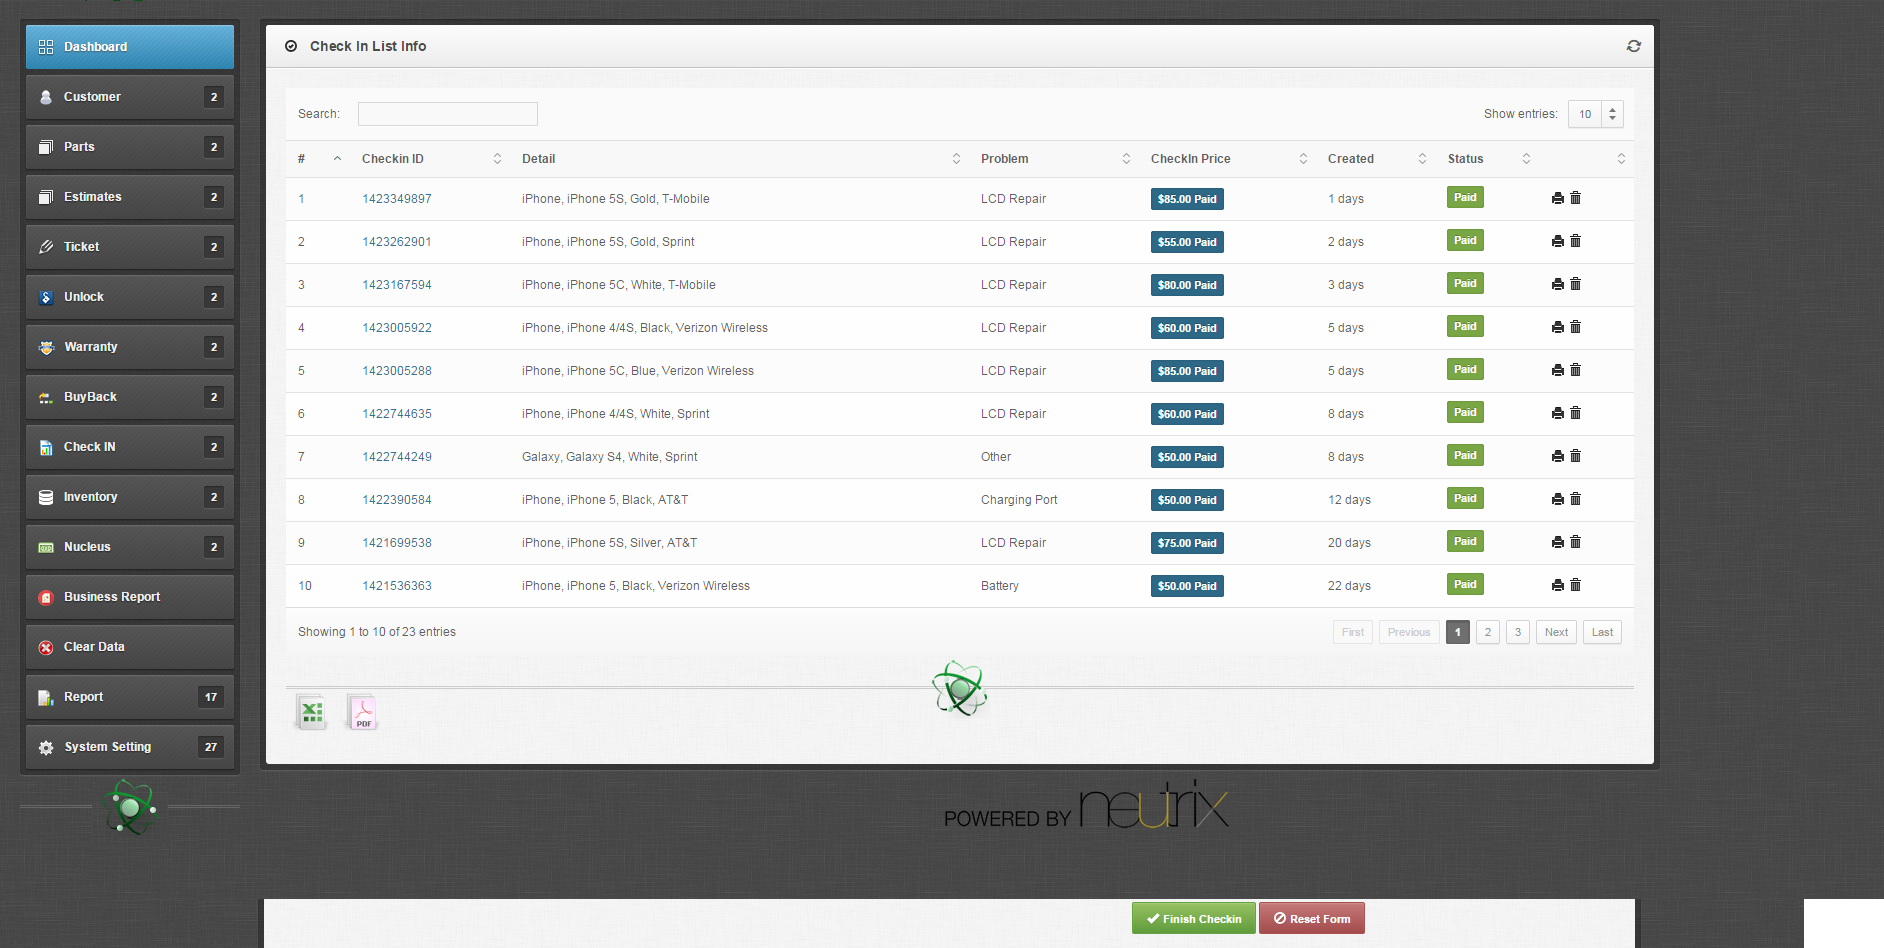 Dashboard
Customer 2
Parts 2
Estimates 2
Ticket 2
Unlock 2
Warranty 2
BuyBack 2
Check IN 2
Inventory 2
Nucleus 2
Business Report
Clear Data
Report 17
System Setting 27
Check In List Info
Search: Show entries: 10
# Checkin ID Detail Problem CheckIn Price Created Status
1 1423349897 iPhone, iPhone 5S, Gold, T-Mobile LCD Repair $85.00 Paid 1 days Paid
2 1423262901 iPhone, iPhone 5S, Gold, Sprint LCD Repair $55.00 Paid 2 days Paid
3 1423167594 iPhone, iPhone 5C, White, T-Mobile LCD Repair $80.00 Paid 3 days Paid
4 1423005922 iPhone, iPhone 4/4S, Black, Verizon Wireless LCD Repair $60.00 Paid 5 days Paid
5 1423005288 iPhone, iPhone 5C, Blue, Verizon Wireless LCD Repair $85.00 Paid 5 days Paid
6 1422744635 iPhone, iPhone 4/4S, White, Sprint LCD Repair $60.00 Paid 8 days Paid
7 1422744249 Galaxy, Galaxy S4, White, Sprint Other $50.00 Paid 8 days Paid
8 1422390584 iPhone, iPhone 5, Black, AT&T Charging Port $50.00 Paid 12 days Paid
9 1421699538 iPhone, iPhone 5S, Silver, AT&T LCD Repair $75.00 Paid 20 days Paid
10 1421536363 iPhone, iPhone 5, Black, Verizon Wireless Battery $50.00 Paid 22 days Paid
Showing 1 to 10 of 23 entries First Previous 1 2 3 Next Last
PDF
POWERED BY neutrix
Finish Checkin Reset Form